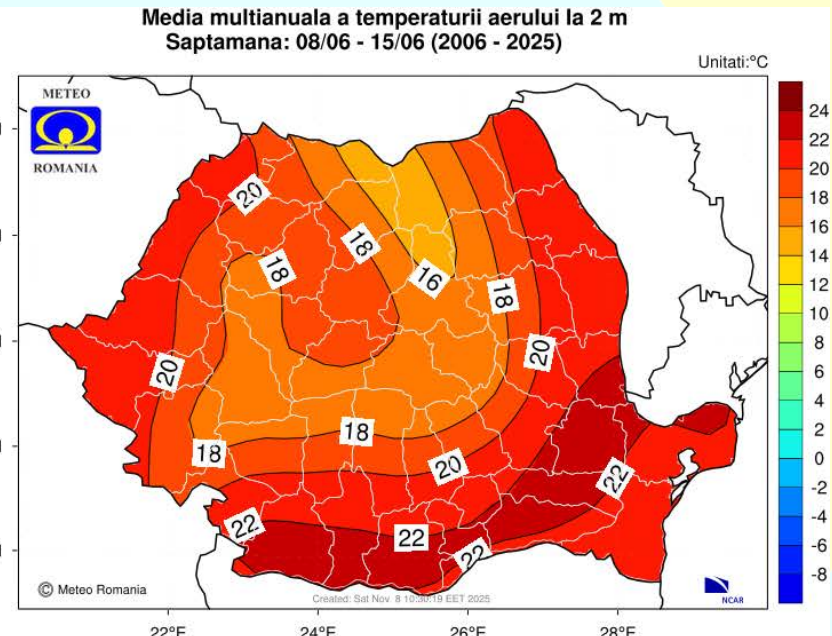 Media multianuala a temperaturii aerului la 2 m
Saptamana: 08/06 - 15/06 (2006 - 2025)
Unitati:°C
METEO
ROMANIA
20
18
18
16
18
20
20
18
18
20
22
22
22
22
24
22
20
18
16
14
12
10
8
6
4
2
0
-2
-4
-6
-8
© Meteo Romania
Created: Sat Nov 8 10:30:19 EET 2025
NCAR
22°E
24°E
26°E
28°E